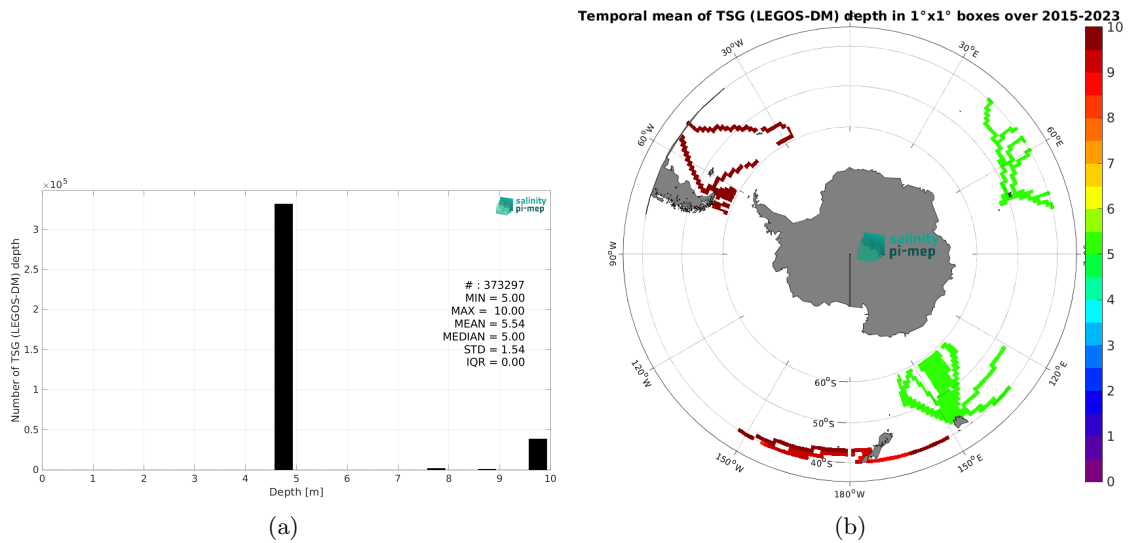 ×10⁵
3
2.5
2
1.5
1
0.5
0
Number of TSG (LEGOS-DM) depth
0 1 2 3 4 5 6 7 8 9 10
Depth [m]
salinity
pi-mep
# : 373297
MIN = 5.00
MAX = 10.00
MEAN = 5.54
MEDIAN = 5.00
STD = 1.54
IQR = 0.00
(a)
Temporal mean of TSG (LEGOS-DM) depth in 1°x1° boxes over 2015-2023
30°W
30°E
60°W
60°E
90°W
120°W
120°E
150°W
150°E
180°W
60°S
50°S
40°S
salinity
pi-mep
10
9
8
7
6
5
4
3
2
1
0
(b)